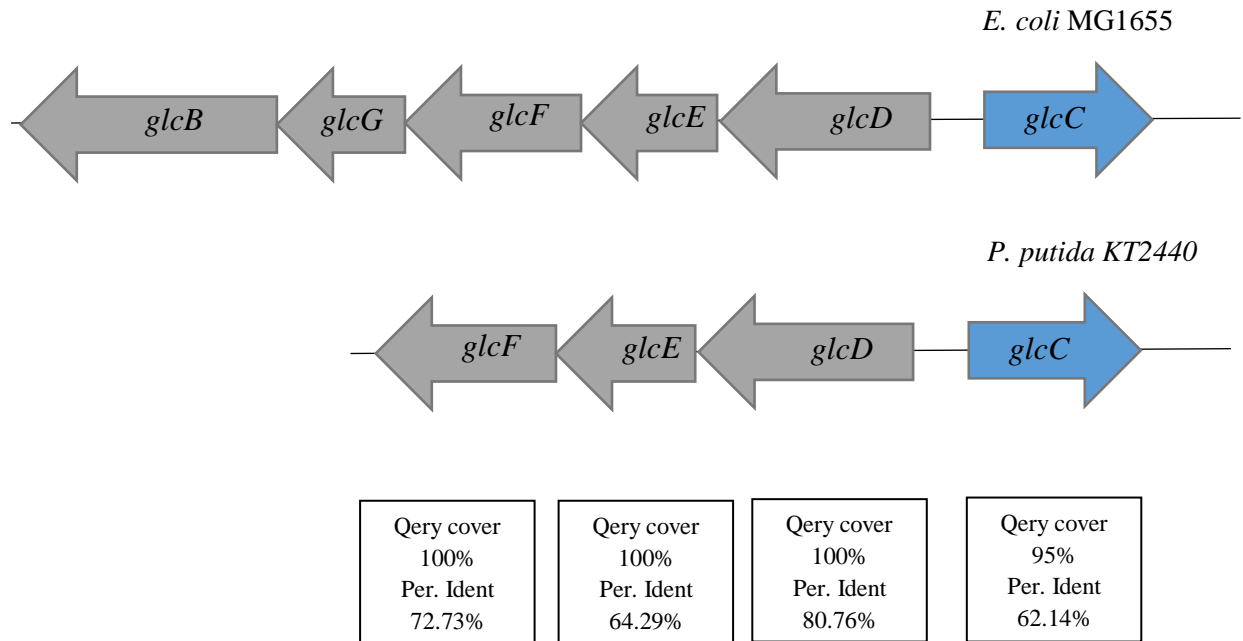 E. coli MG1655
glcB glcG glcF glcE glcD glcC
P. putida KT2440
glcF glcE glcD glcC
Qery cover
100%
Per. Ident
72.73%
Qery cover
100%
Per. Ident
64.29%
Qery cover
100%
Per. Ident
80.76%
Qery cover
95%
Per. Ident
62.14%